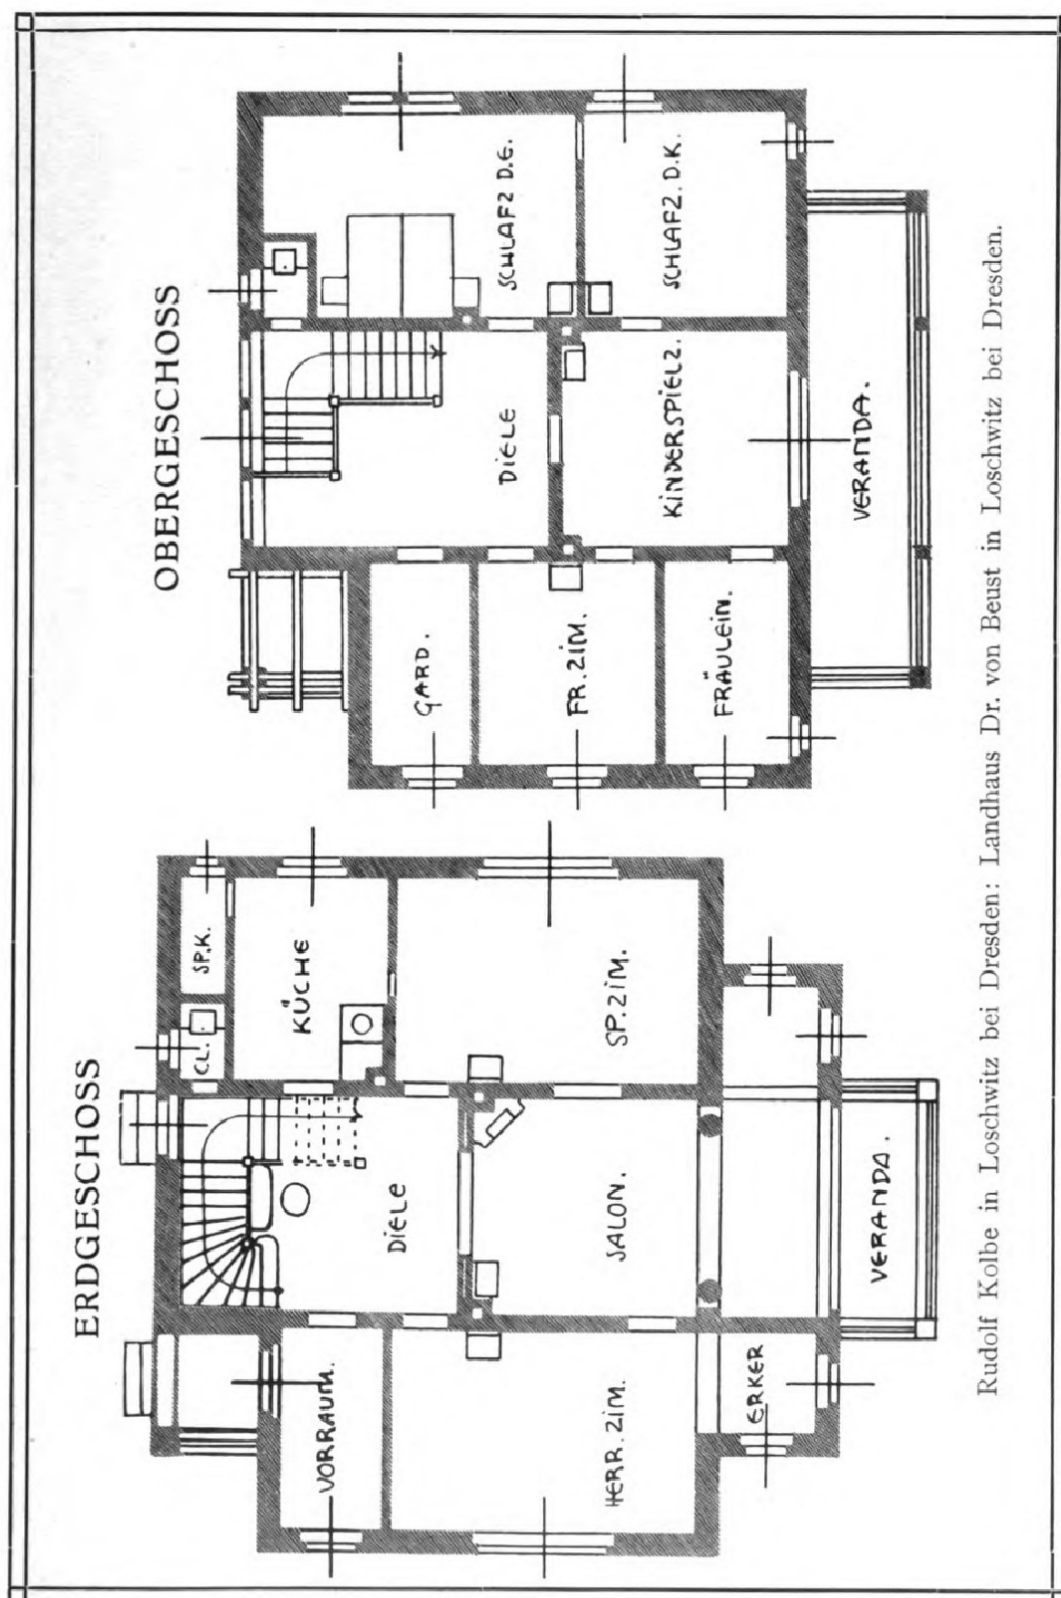 ERDGESCHOSS
CL.
SP.K.
KÜCHE
VORRAUM.
DIELE
HERR. ZIM.
SALON.
SP. ZIM.
ERKER
VERANDA.
OBERGESCHOSS
GARD.
DIELE
SCHLAFZ D.E.
FR. ZIM.
FRÄULEIN.
KINDERSPIELZ.
SCHLAFZ. D.K.
VERANDA.
Rudolf Kolbe in Loschwitz bei Dresden: Landhaus Dr. von Beust in Loschwitz bei Dresden.